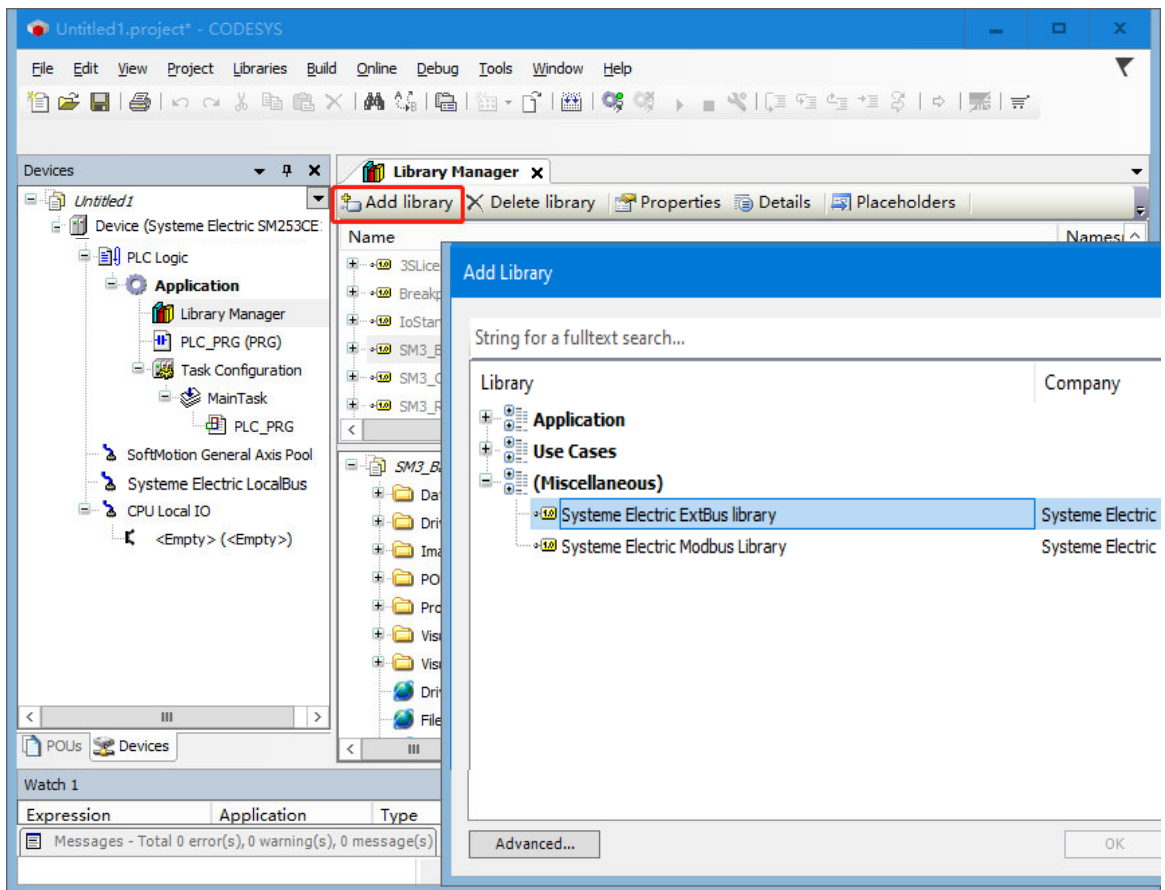 Untitled1.project* - CODESYS
File Edit View Project Libraries Build Online Debug Tools Window Help
Devices
Untitled1
Device (Systeme Electric SM253CE
PLC Logic
Application
Library Manager
PLC_PRG (PRG)
Task Configuration
MainTask
PLC_PRG
SoftMotion General Axis Pool
Systeme Electric LocalBus
CPU Local IO
<Empty> (<Empty>)
POUs Devices
Library Manager
Add library Delete library Properties Details Placeholders
Name Names
3SLice
Breakp
IoStan
SM3_B
SM3_C
SM3_R
SM3_Ba
Dat
Driv
Ima
POU
Pro
Visu
Visu
Driv
File
Add Library
String for a fulltext search...
Library Company
Application
Use Cases
(Miscellaneous)
Systeme Electric ExtBus library Systeme Electric
Systeme Electric Modbus Library Systeme Electric
Advanced... OK
Watch 1
Expression Application Type
Messages - Total 0 error(s), 0 warning(s), 0 message(s)